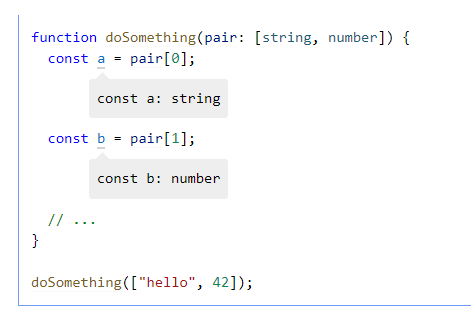 function doSomething(pair: [string, number]) {
  const a = pair[0];
const a: string
  const b = pair[1];
const b: number
  // ...
}
doSomething(["hello", 42]);